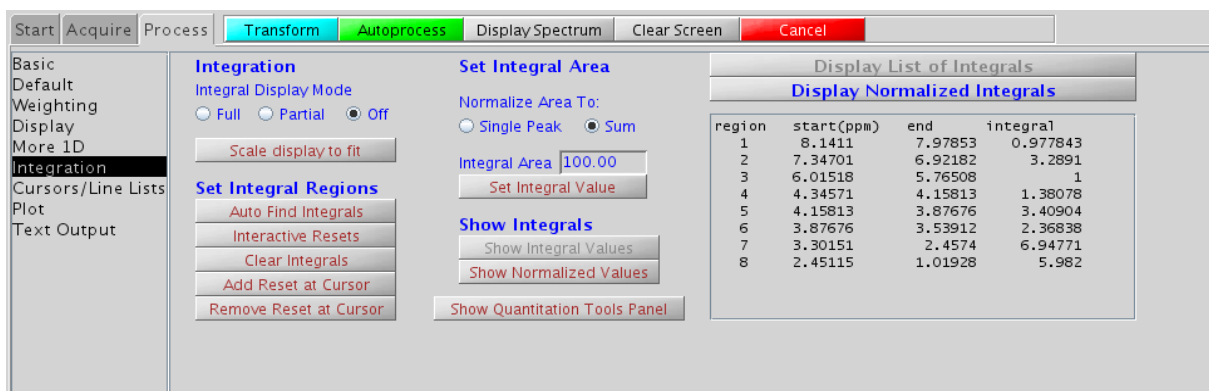 Start Acquire Process Transform Autoprocess Display Spectrum Clear Screen Cancel
Basic
Default
Weighting
Display
More 1D
Integration
Cursors/Line Lists
Plot
Text Output
Integration
Integral Display Mode
Full Partial Off
Scale display to fit
Set Integral Regions
Auto Find Integrals
Interactive Resets
Clear Integrals
Add Reset at Cursor
Remove Reset at Cursor
Set Integral Area
Normalize Area To:
Single Peak Sum
Integral Area 100.00
Set Integral Value
Show Integrals
Show Integral Values
Show Normalized Values
Show Quantitation Tools Panel
Display List of Integrals
Display Normalized Integrals
region start(ppm) end integral
1 8.1411 7.97853 0.977843
2 7.34701 6.92182 3.2891
3 6.01518 5.76508 1
4 4.34571 4.15813 1.38078
5 4.15813 3.87676 3.40904
6 3.87676 3.53912 2.36838
7 3.30151 2.4574 6.94771
8 2.45115 1.01928 5.982